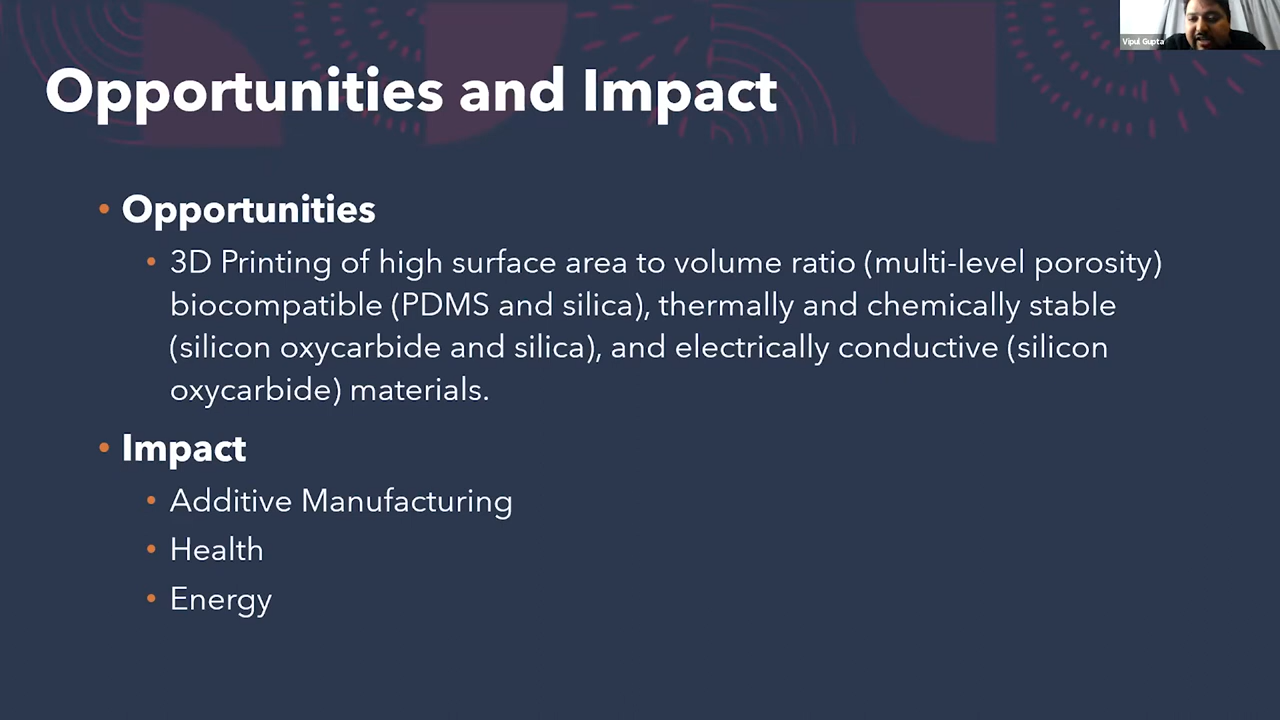 Vipul Gupta
Opportunities and Impact
• Opportunities
• 3D Printing of high surface area to volume ratio (multi-level porosity)
biocompatible (PDMS and silica), thermally and chemically stable
(silicon oxycarbide and silica), and electrically conductive (silicon
oxycarbide) materials.
• Impact
• Additive Manufacturing
• Health
• Energy